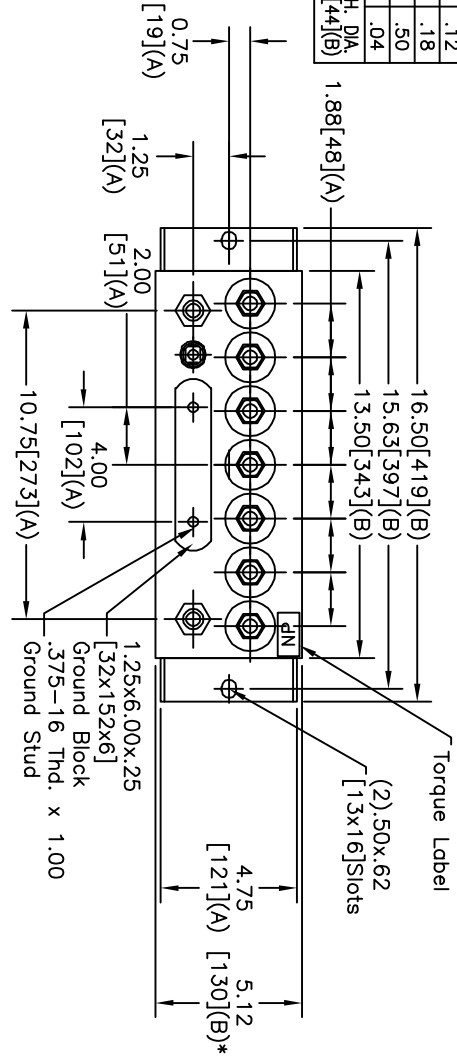 .12
.18
.50
.04
H. DIA.
[44](B)
1.88[48](A)
0.75
[19](A)
1.25
[32](A)
2.00
[51](A)
4.00
[102](A)
10.75[273](A)
16.50[419](B)
15.63[397](B)
13.50[343](B)
NP
Torque Label
(2).50x.62
[13x16]Slots
4.75
[121](A)
5.12
[130](B)*
1.25x6.00x.25
[32x152x6]
Ground Block
.375-16 Thd. x 1.00
Ground Stud